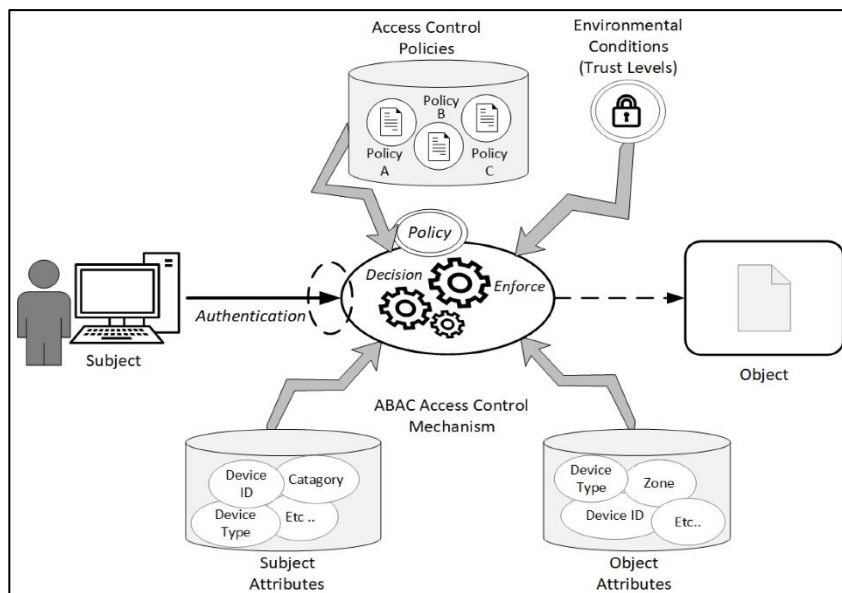 Access Control
Policies
Environmental
Conditions
(Trust Levels)
Policy
B
Policy
A
Policy
C
Policy
Decision
Enforce
Authentication
Subject
Object
ABAC Access Control
Mechanism
Device
ID
Catagory
Device
Type
Etc ..
Subject
Attributes
Device
Type
Zone
Device ID
Etc..
Object
Attributes